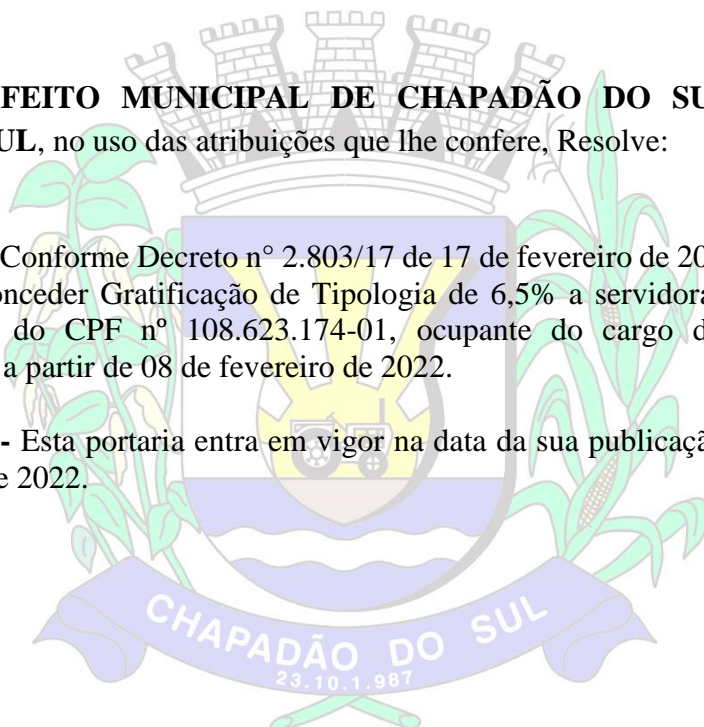 FEITO MUNICIPAL DE CHAPADÃO DO SU
UL, no uso das atribuições que lhe confere, Resolve:
Conforme Decreto n° 2.803/17 de 17 de fevereiro de 20
onceder Gratificação de Tipologia de 6,5% a servidora
do CPF nº 108.623.174-01, ocupante do cargo d
a partir de 08 de fevereiro de 2022.
- Esta portaria entra em vigor na data da sua publicaçã
e 2022.
CHAPADÃO DO SUL
23.10.1.987